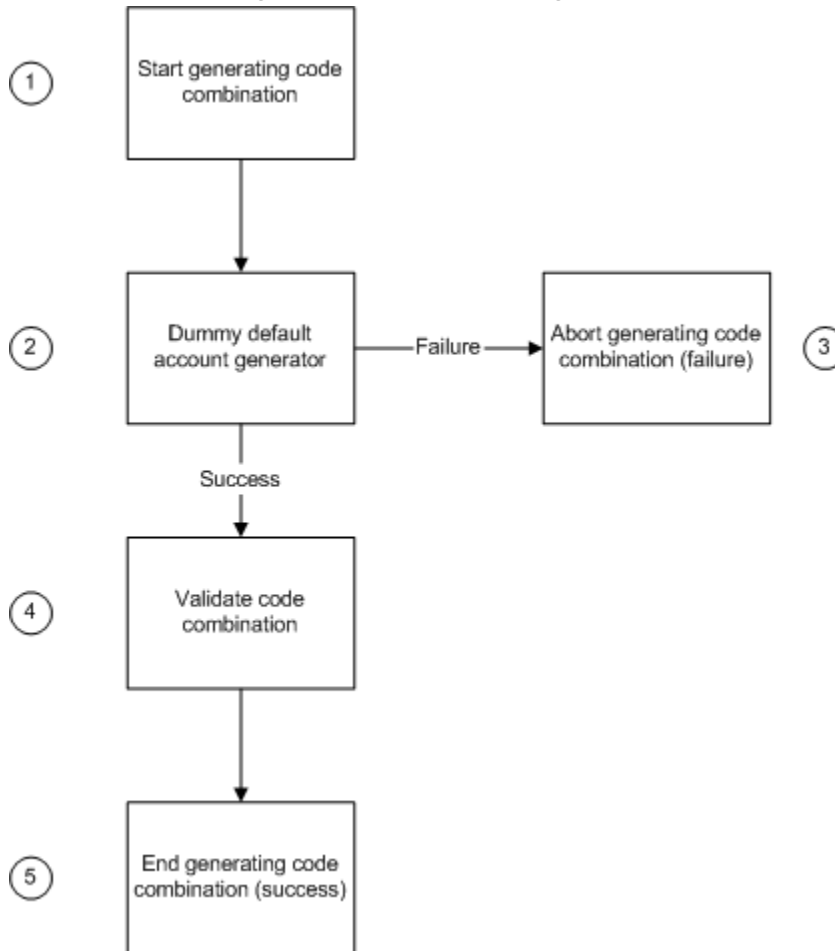 1
Start generating code
combination
2
Dummy default
account generator
Failure
Abort generating code
combination (failure)
3
Success
4
Validate code
combination
5
End generating code
combination (success)